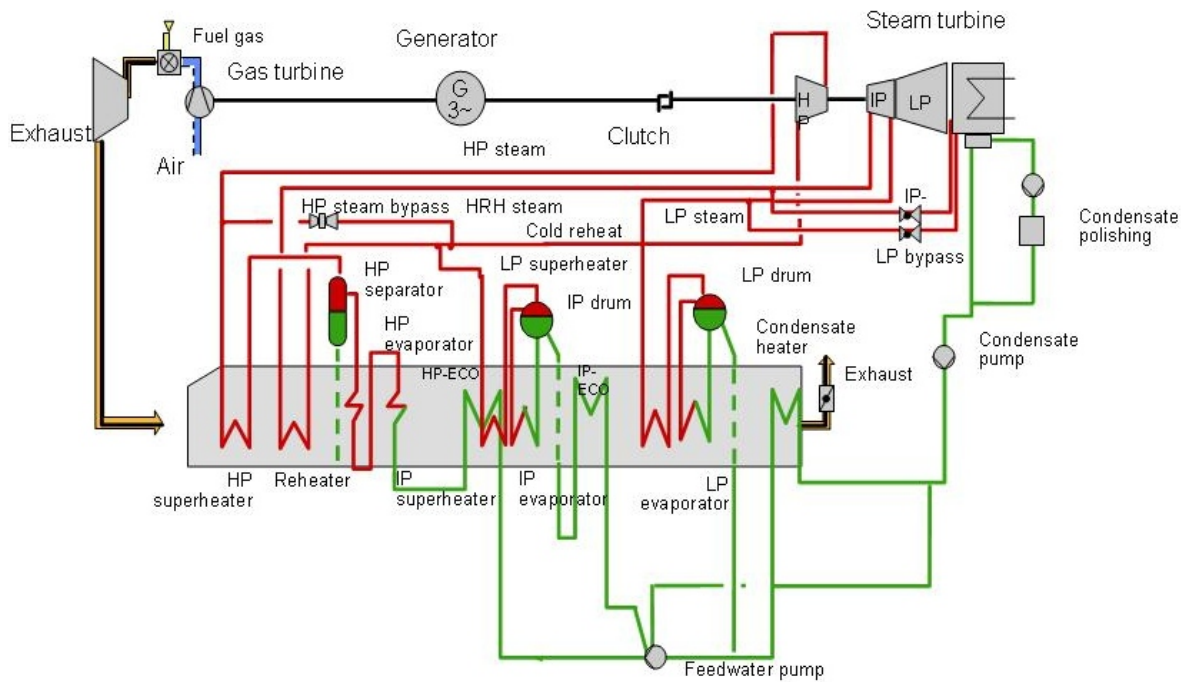 Steam turbine
Fuel gas
Generator
Gas turbine
G
3~
H
P
IP
LP
Exhaust
Clutch
Air
HP steam
HP steam bypass
HRH steam
LP steam
IP-
Condensate
polishing
Cold reheat
LP bypass
LP superheater
HP
separator
IP drum
LP drum
HP
evaporator
Condensate
heater
Condensate
pump
HP-ECO
IP-
ECO
Exhaust
HP
superheater
Reheater
IP
superheater
IP
evaporator
LP
evaporator
Feedwater pump